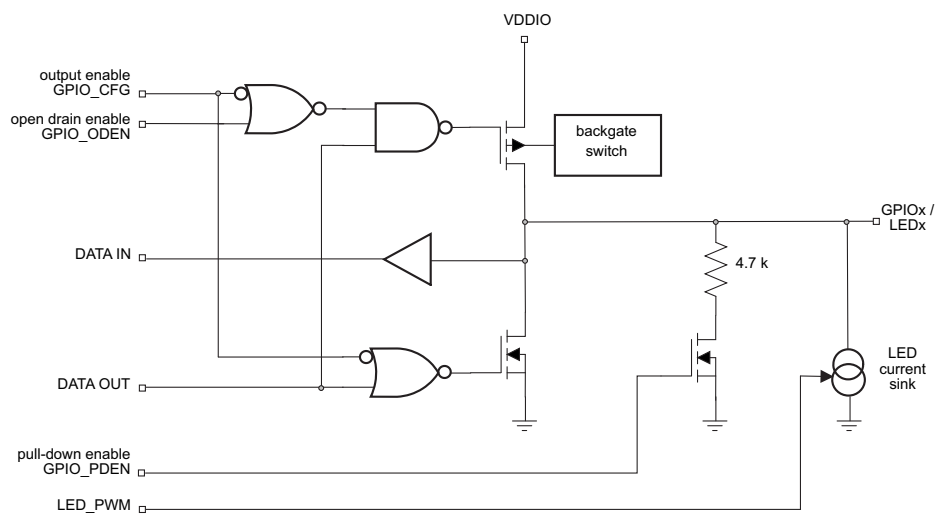 VDDIO
output enable
GPIO_CFG
open drain enable
GPIO_ODEN
backgate
switch
GPIOx /
LEDx
DATA IN
4.7 k
LED
current
sink
DATA OUT
pull-down enable
GPIO_PDEN
LED_PWM